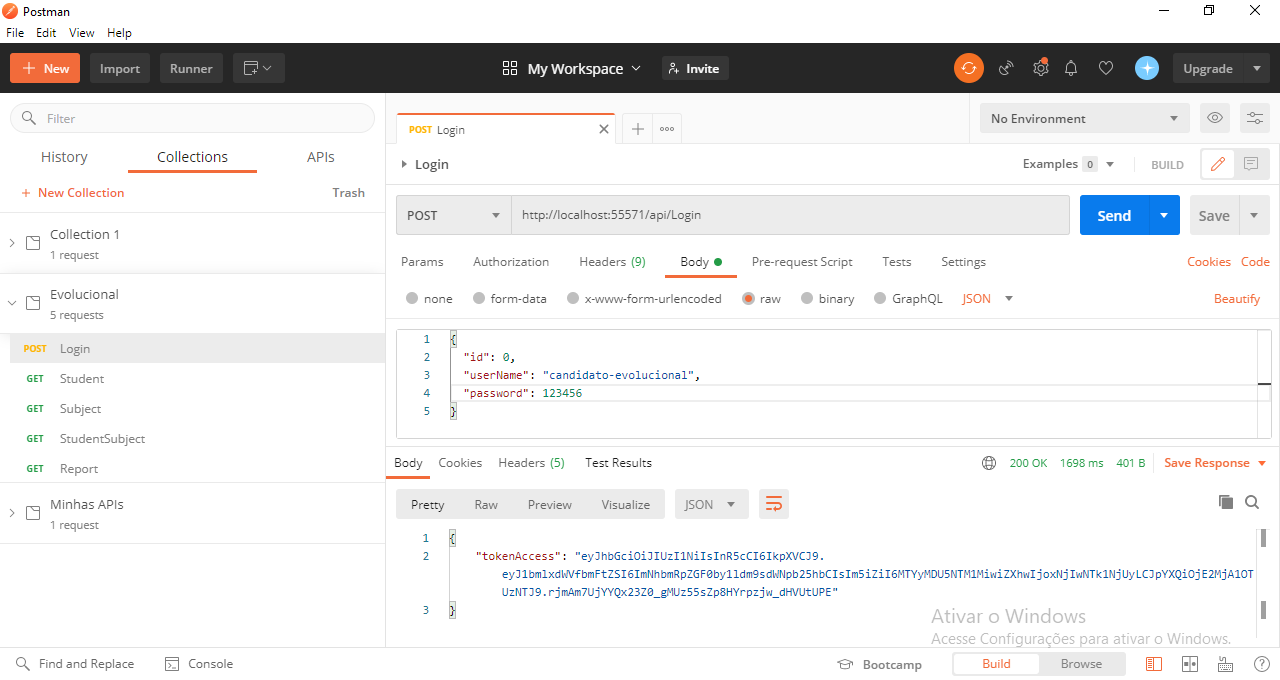 Postman
File Edit View Help
New Import Runner My Workspace Invite Upgrade
Filter
History Collections APIs
+ New Collection Trash
Collection 1
1 request
Evolucional
5 requests
POST Login
GET Student
GET Subject
GET StudentSubject
GET Report
Minhas APIs
1 request
POST Login
No Environment
Login
Examples 0 BUILD
POST http://localhost:55571/api/Login Send Save
Params Authorization Headers (9) Body Pre-request Script Tests Settings Cookies Code
none form-data x-www-form-urlencoded raw binary GraphQL JSON Beautify
1 {
2 "id": 0,
3 "userName": "candidato-evolucional",
4 "password": 123456
5 }
Body Cookies Headers (5) Test Results 200 OK 1698 ms 401 B Save Response
Pretty Raw Preview Visualize JSON
1 {
2 "tokenAccess": "eyJhbGciOiJIUzI1NiIsInR5cCI6IkpXVCJ9.
eyJ1bmlxdWVfbmFtZSI6ImNhbmRpZGF0by1ldm9sdWNpb25hbCIsIm5iZiI6MTYyMDU5NTM1MiwiZXhwIjoxNjIwNTk1NjUyLCJpYXQiOjE2MjA1OT
UzNTJ9.rjmAm7UjYYQx23Z0_gMUz55sZp8HYrpzjw_dHVUtUPE"
3 }
Ativar o Windows
Acesse Configurações para ativar o Windows.
Find and Replace Console Bootcamp Build Browse